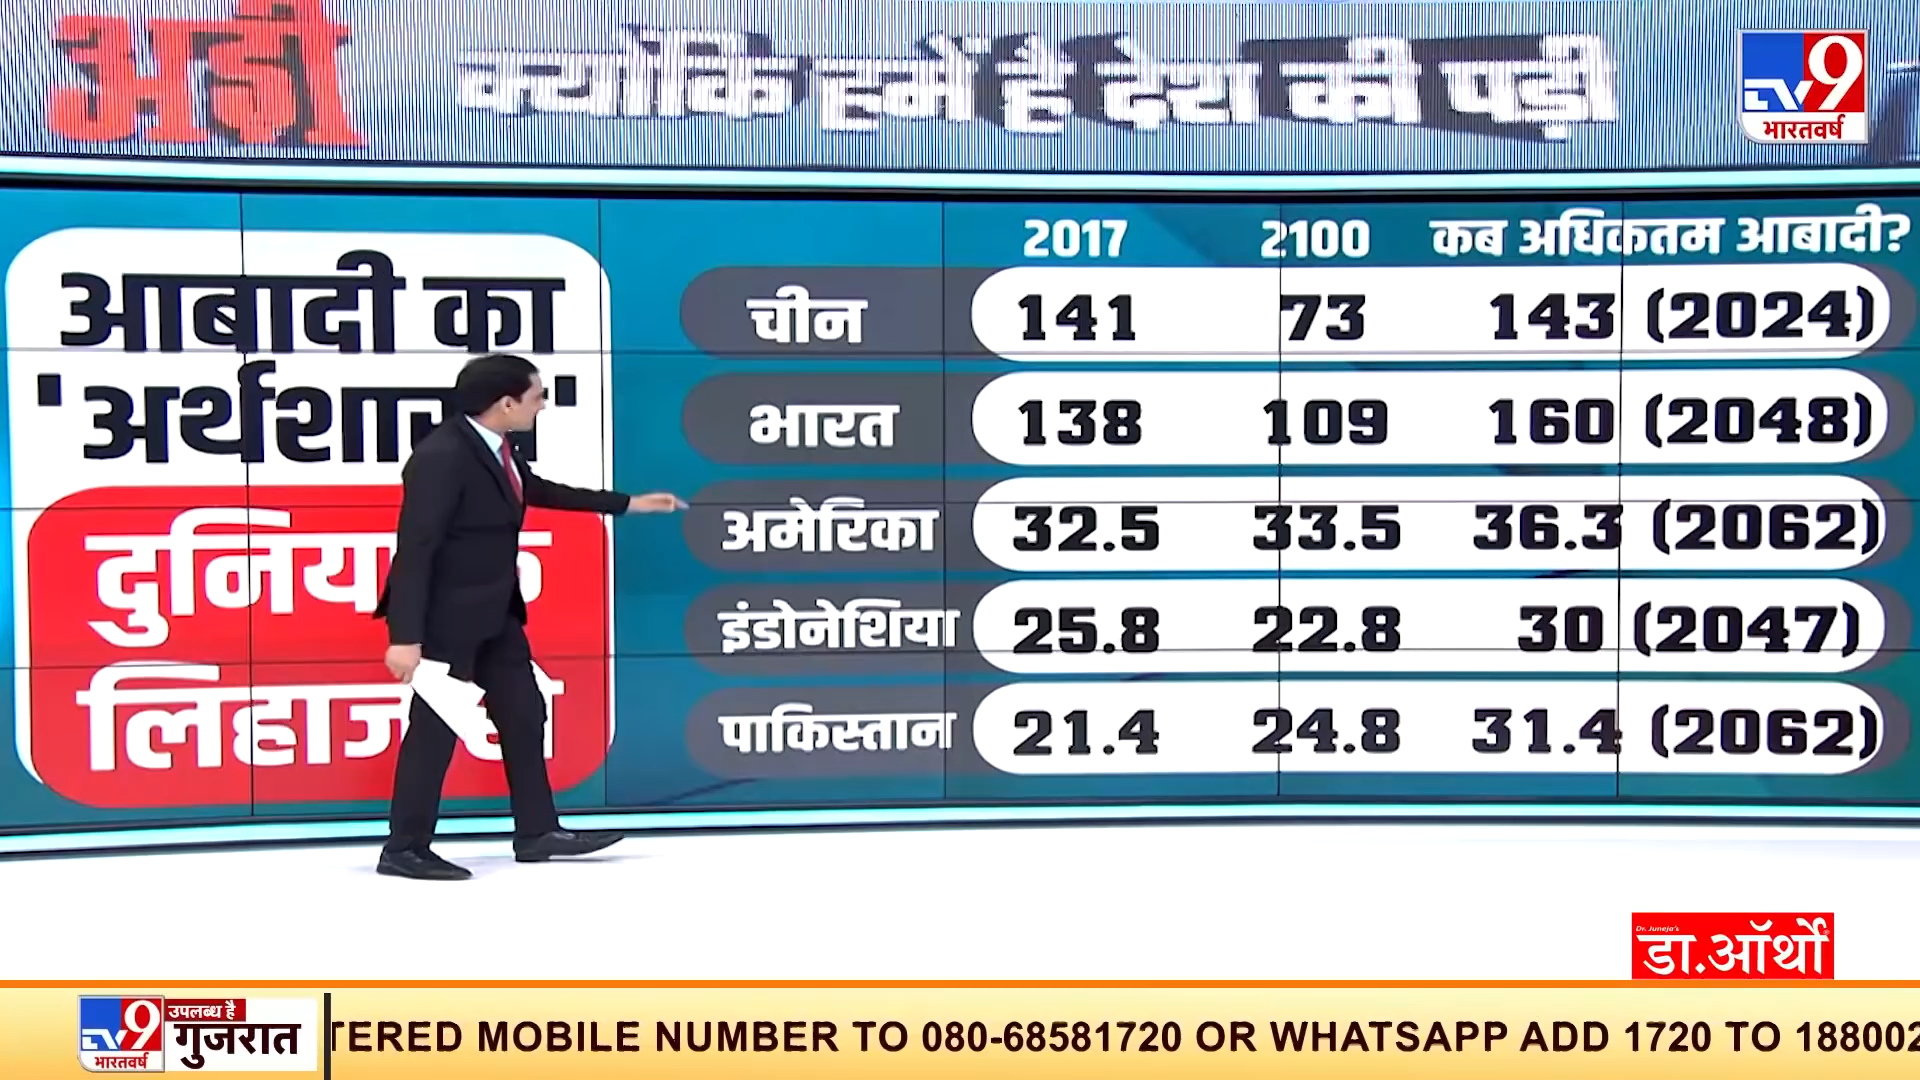 अड़ी
क्योंकि हमें है देश की पड़ी
TV9
भारतवर्ष
आबादी का
दुनिया
लिहाज
2017 2100 कब अधिकतम आबादी?
चीन 141 73 143 (2024)
भारत 138 109 160 (2048)
अमेरिका 32.5 33.5 36.3 (2062)
इंडोनेशिया 25.8 22.8 30 (2047)
पाकिस्तान 21.4 24.8 31.4 (2062)
Dr. Juneja's
डा.ऑर्थो
TV9
भारतवर्ष
उपलब्ध है
गुजरात
TERED MOBILE NUMBER TO 080-68581720 OR WHATSAPP ADD 1720 TO 188002